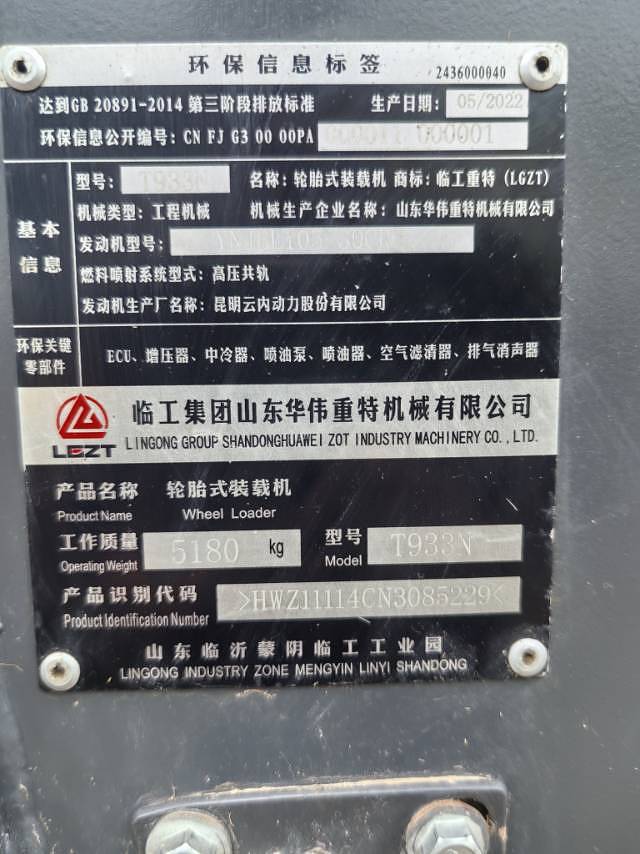 环保信息标签
2436000040
达到GB 20891-2014 第三阶段排放标准 生产日期: 05/2022
环保信息公开编号: CN FJ G3 00 00PA 000001
基本信息
型号: T933N 名称: 轮胎式装载机 商标: 临工重特 (LGZT)
机械类型: 工程机械 机械生产企业名称: 山东华伟重特机械有限公司
发动机型号:
燃料喷射系统型式: 高压共轨
发动机生产厂名称: 昆明云内动力股份有限公司
环保关键零部件
ECU、增压器、中冷器、喷油泵、喷油器、空气滤清器、排气消声器
临工集团山东华伟重特机械有限公司
LGZT LINGONG GROUP SHANDONGHUAWEI ZOT INDUSTRY MACHINERY CO., LTD.
产品名称 轮胎式装载机
Product Name Wheel Loader
工作质量 5180 kg 型号 T933N
Operating Weight Model
产品识别代码 >HWZ11114CN3085229<
Product Identification Number
山东临沂蒙阴临工工业园
LINGONG INDUSTRY ZONE MENGYIN LINYI SHANDONG